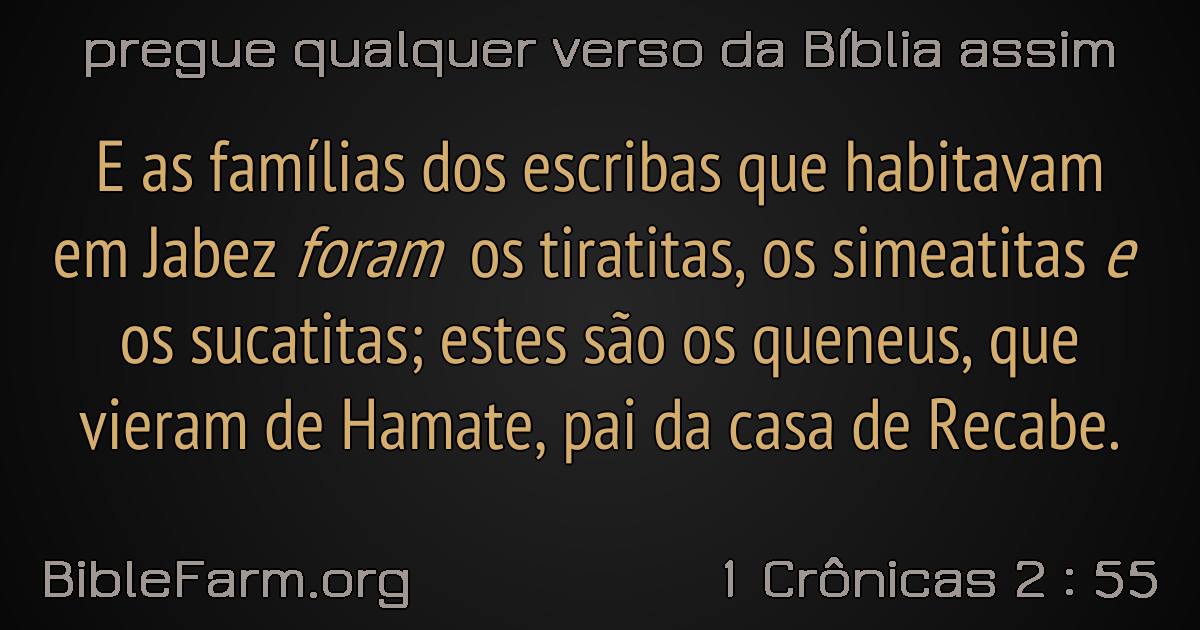 pregue qualquer verso da Bíblia assim
E as famílias dos escribas que habitavam
em Jabez foram os tiratitas, os simeatitas e
os sucatitas; estes são os queneus, que
vieram de Hamate, pai da casa de Recabe.
BibleFarm.org
1 Crônicas 2 : 55